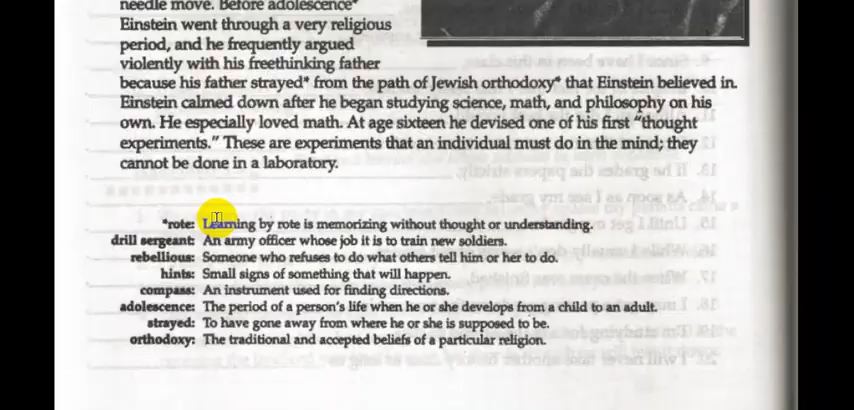 needle move. Before adolescence*
Einstein went through a very religious
period, and he frequently argued
violently with his freethinking father
because his father strayed* from the path of Jewish orthodoxy* that Einstein believed in.
Einstein calmed down after he began studying science, math, and philosophy on his
own. He especially loved math. At age sixteen he devised one of his first "thought
experiments." These are experiments that an individual must do in the mind; they
cannot be done in a laboratory.
*rote: Learning by rote is memorizing without thought or understanding.
drill sergeant: An army officer whose job it is to train new soldiers.
rebellious: Someone who refuses to do what others tell him or her to do.
hints: Small signs of something that will happen.
compass: An instrument used for finding directions.
adolescence: The period of a person's life when he or she develops from a child to an adult.
strayed: To have gone away from where he or she is supposed to be.
orthodoxy: The traditional and accepted beliefs of a particular religion.